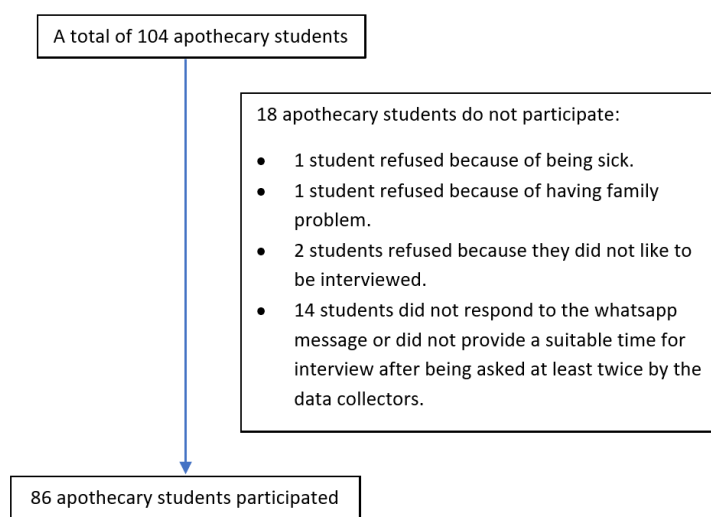 A total of 104 apothecary students
18 apothecary students do not participate:
• 1 student refused because of being sick.
• 1 student refused because of having family
problem.
• 2 students refused because they did not like to
be interviewed.
• 14 students did not respond to the whatsapp
message or did not provide a suitable time for
interview after being asked at least twice by the
data collectors.
86 apothecary students participated